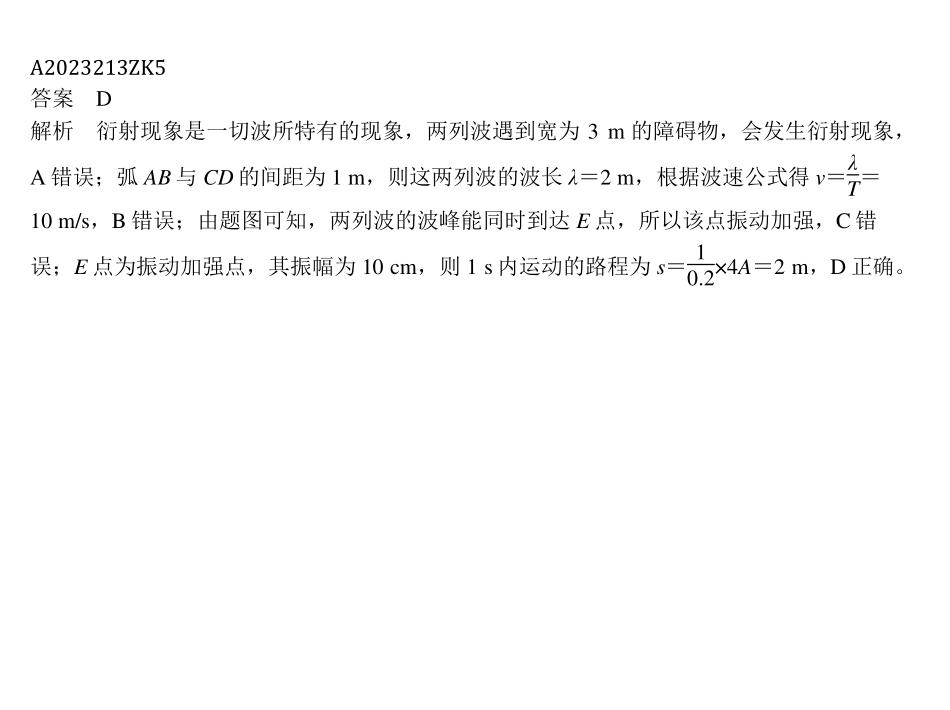 A2023213ZK5
答案 D
解析 衍射现象是一切波所特有的现象，两列波遇到宽为 3 m 的障碍物，会发生衍射现象，
A 错误；弧 AB 与 CD 的间距为 1 m，则这两列波的波长 λ＝2 m，根据波速公式得 v＝λ/T＝
10 m/s，B 错误；由题图可知，两列波的波峰能同时到达 E 点，所以该点振动加强，C 错
误；E 点为振动加强点，其振幅为 10 cm，则 1 s 内运动的路程为 s＝1/0.2×4A＝2 m，D 正确。